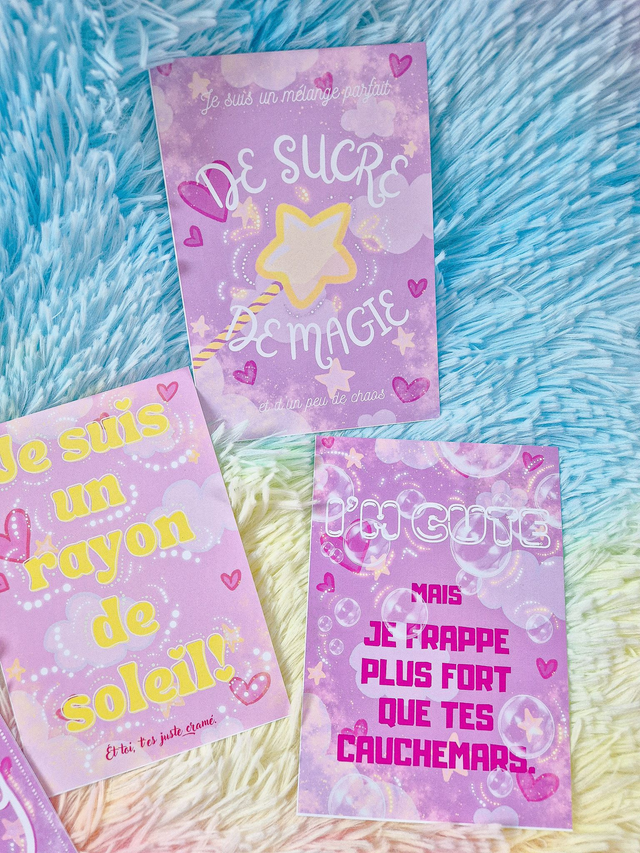 Je suis un mélange parfait
DE SUCRE
DE MAGIE
et d'un peu de chaos
Je suis
un
rayon
de
soleil!
Et toi, t'es juste cramé.
I'M CUTE
MAIS
JE FRAPPE
PLUS FORT
QUE TES
CAUCHEMARS.